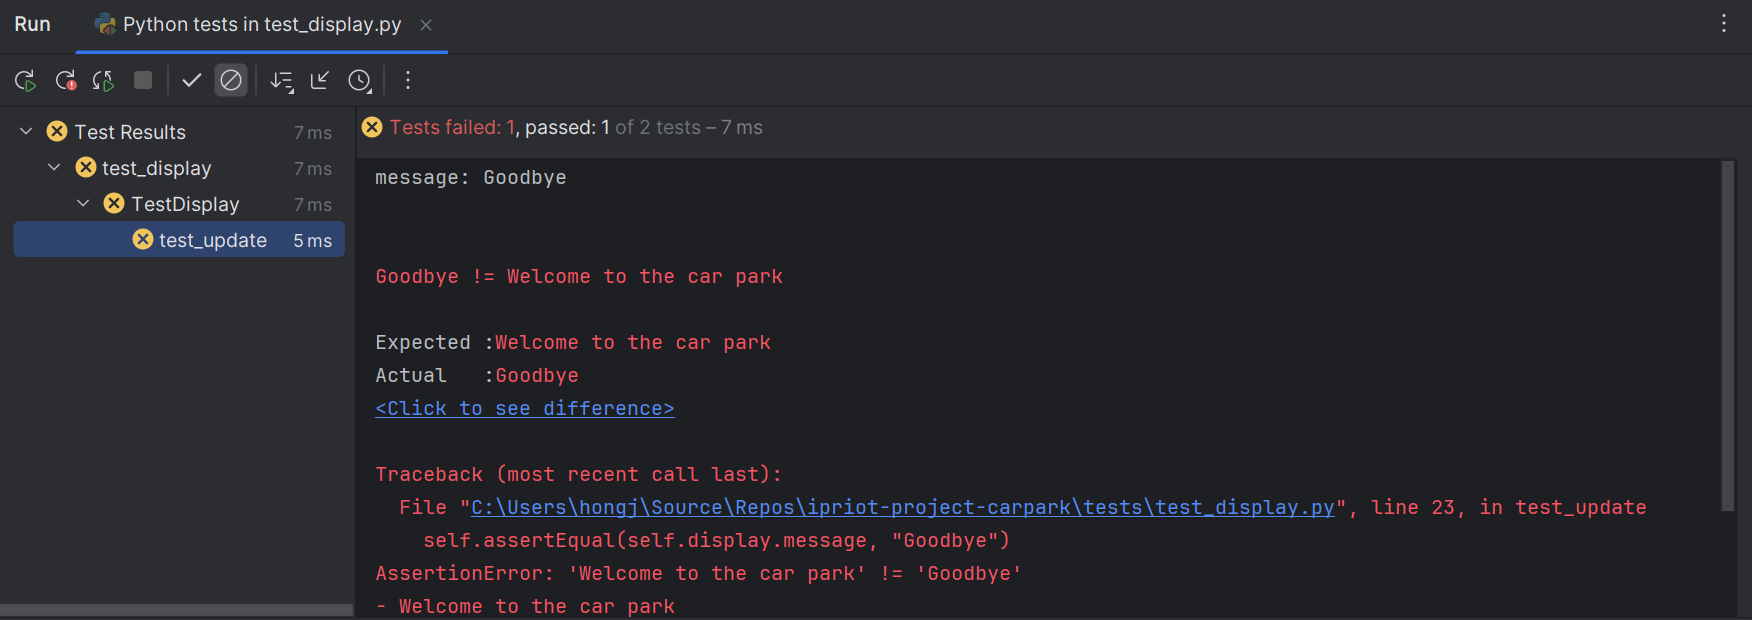 Run
Python tests in test_display.py
Test Results 7 ms
test_display 7 ms
TestDisplay 7 ms
test_update 5 ms
Tests failed: 1, passed: 1 of 2 tests – 7 ms
message: Goodbye
Goodbye != Welcome to the car park
Expected :Welcome to the car park
Actual   :Goodbye
<Click to see difference>
Traceback (most recent call last):
  File "C:\Users\hongj\Source\Repos\ipriot-project-carpark\tests\test_display.py", line 23, in test_update
    self.assertEqual(self.display.message, "Goodbye")
AssertionError: 'Welcome to the car park' != 'Goodbye'
- Welcome to the car park